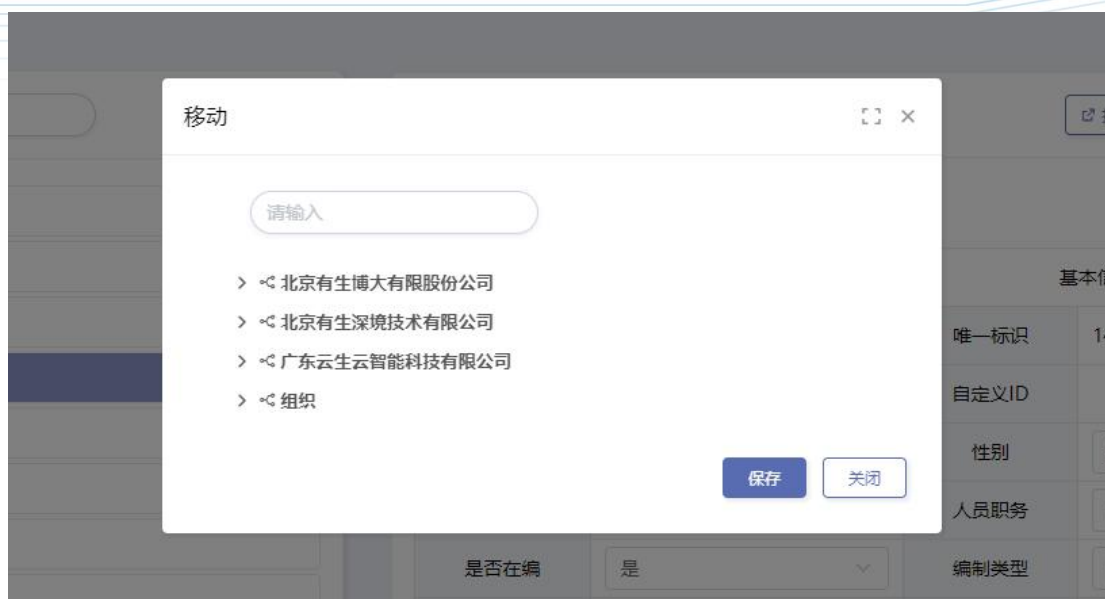 移动
请输入
北京有生博大有限股份公司
北京有生深境技术有限公司
广东云生云智能科技有限公司
组织
保存
关闭
基本信
唯一标识
自定义ID
性别
人员职务
是否在编
是
编制类型